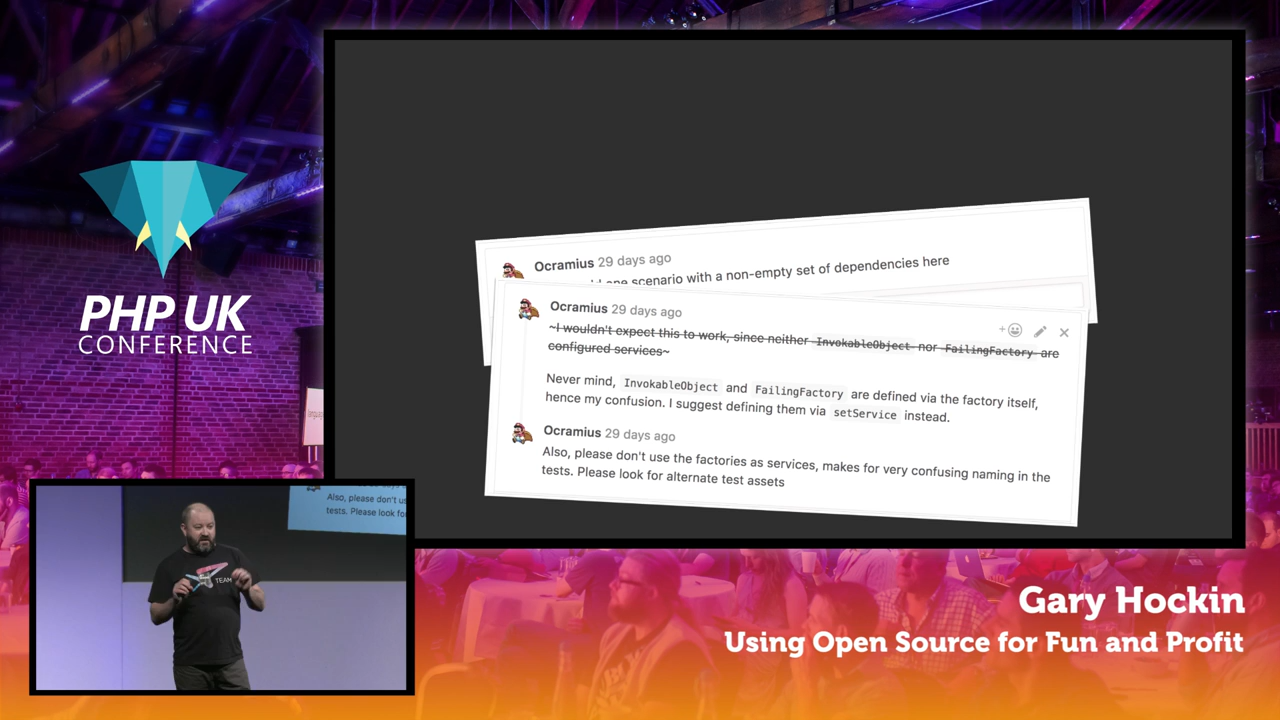 PHP UK
CONFERENCE
Ocramius 29 days ago
one scenario with a non-empty set of dependencies here
Ocramius 29 days ago
~I wouldn't expect this to work, since neither InvokableObject nor FailingFactory are
configured services~
Never mind, InvokableObject and FailingFactory are defined via the factory itself,
hence my confusion. I suggest defining them via setService instead.
Ocramius 29 days ago
Also, please don't use the factories as services, makes for very confusing naming in the
tests. Please look for alternate test assets
Also, please don't us
tests. Please look fo
TEAM
Gary Hockin
Using Open Source for Fun and Profit